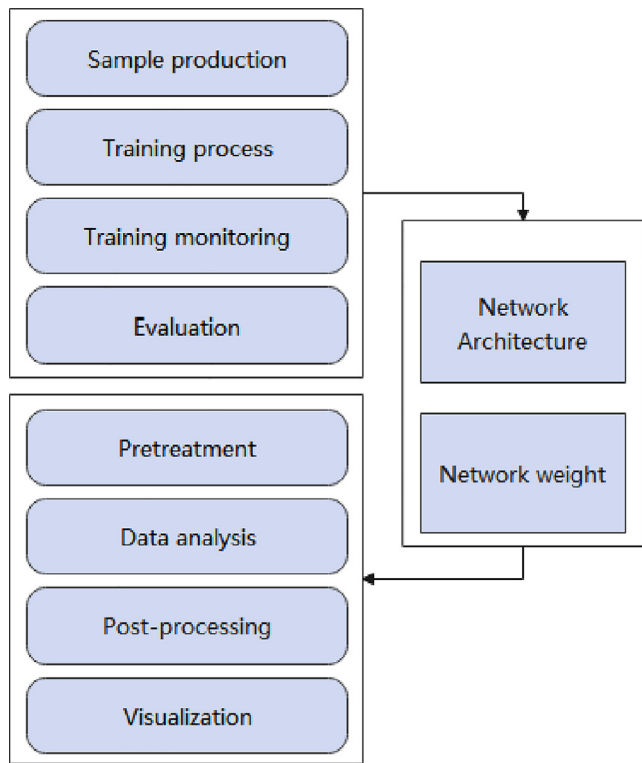 Sample production
Training process
Training monitoring
Evaluation
Network
Architecture
Network weight
Pretreatment
Data analysis
Post-processing
Visualization